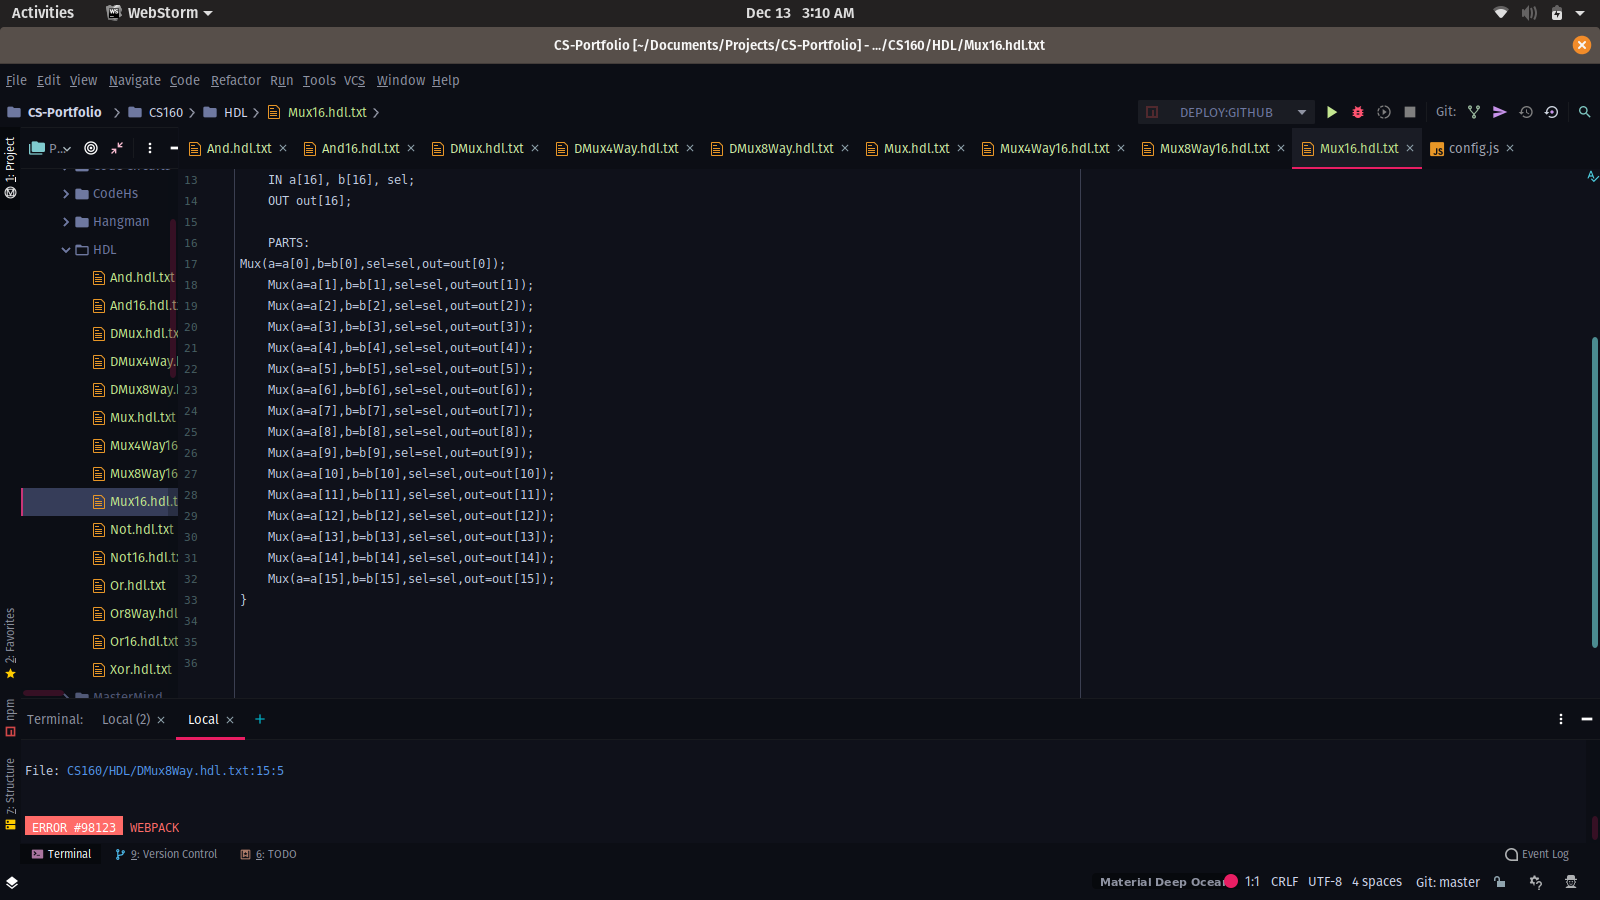 Activities WebStorm Dec 13 3:10 AM
CS-Portfolio [~/Documents/Projects/CS-Portfolio] - .../CS160/HDL/Mux16.hdl.txt
File Edit View Navigate Code Refactor Run Tools VCS Window Help
CS-Portfolio CS160 HDL Mux16.hdl.txt DEPLOY:GITHUB Git:
1: Project
P... And.hdl.txt And16.hdl.txt DMux.hdl.txt DMux4Way.hdl.txt DMux8Way.hdl.txt Mux.hdl.txt Mux4Way16.hdl.txt Mux8Way16.hdl.txt Mux16.hdl.txt JS config.js
CodeHs
Hangman
HDL
And.hdl.txt
And16.hdl.t
DMux.hdl.tx
DMux4Way.
DMux8Way.
Mux.hdl.txt
Mux4Way16
Mux8Way16
Mux16.hdl.t
Not.hdl.txt
Not16.hdl.t
Or.hdl.txt
Or8Way.hdl
Or16.hdl.txt
Xor.hdl.txt
MasterMind
13 IN a[16], b[16], sel;
14 OUT out[16];
15
16 PARTS:
17 Mux(a=a[0],b=b[0],sel=sel,out=out[0]);
18 Mux(a=a[1],b=b[1],sel=sel,out=out[1]);
19 Mux(a=a[2],b=b[2],sel=sel,out=out[2]);
20 Mux(a=a[3],b=b[3],sel=sel,out=out[3]);
21 Mux(a=a[4],b=b[4],sel=sel,out=out[4]);
22 Mux(a=a[5],b=b[5],sel=sel,out=out[5]);
23 Mux(a=a[6],b=b[6],sel=sel,out=out[6]);
24 Mux(a=a[7],b=b[7],sel=sel,out=out[7]);
25 Mux(a=a[8],b=b[8],sel=sel,out=out[8]);
26 Mux(a=a[9],b=b[9],sel=sel,out=out[9]);
27 Mux(a=a[10],b=b[10],sel=sel,out=out[10]);
28 Mux(a=a[11],b=b[11],sel=sel,out=out[11]);
29 Mux(a=a[12],b=b[12],sel=sel,out=out[12]);
30 Mux(a=a[13],b=b[13],sel=sel,out=out[13]);
31 Mux(a=a[14],b=b[14],sel=sel,out=out[14]);
32 Mux(a=a[15],b=b[15],sel=sel,out=out[15]);
33 }
34
35
36
2: Favorites
npm
7: Structure
Terminal: Local (2) Local +
File: CS160/HDL/DMux8Way.hdl.txt:15:5
ERROR #98123 WEBPACK
Terminal 9: Version Control 6: TODO Event Log
Material Deep Ocea 1:1 CRLF UTF-8 4 spaces Git: master